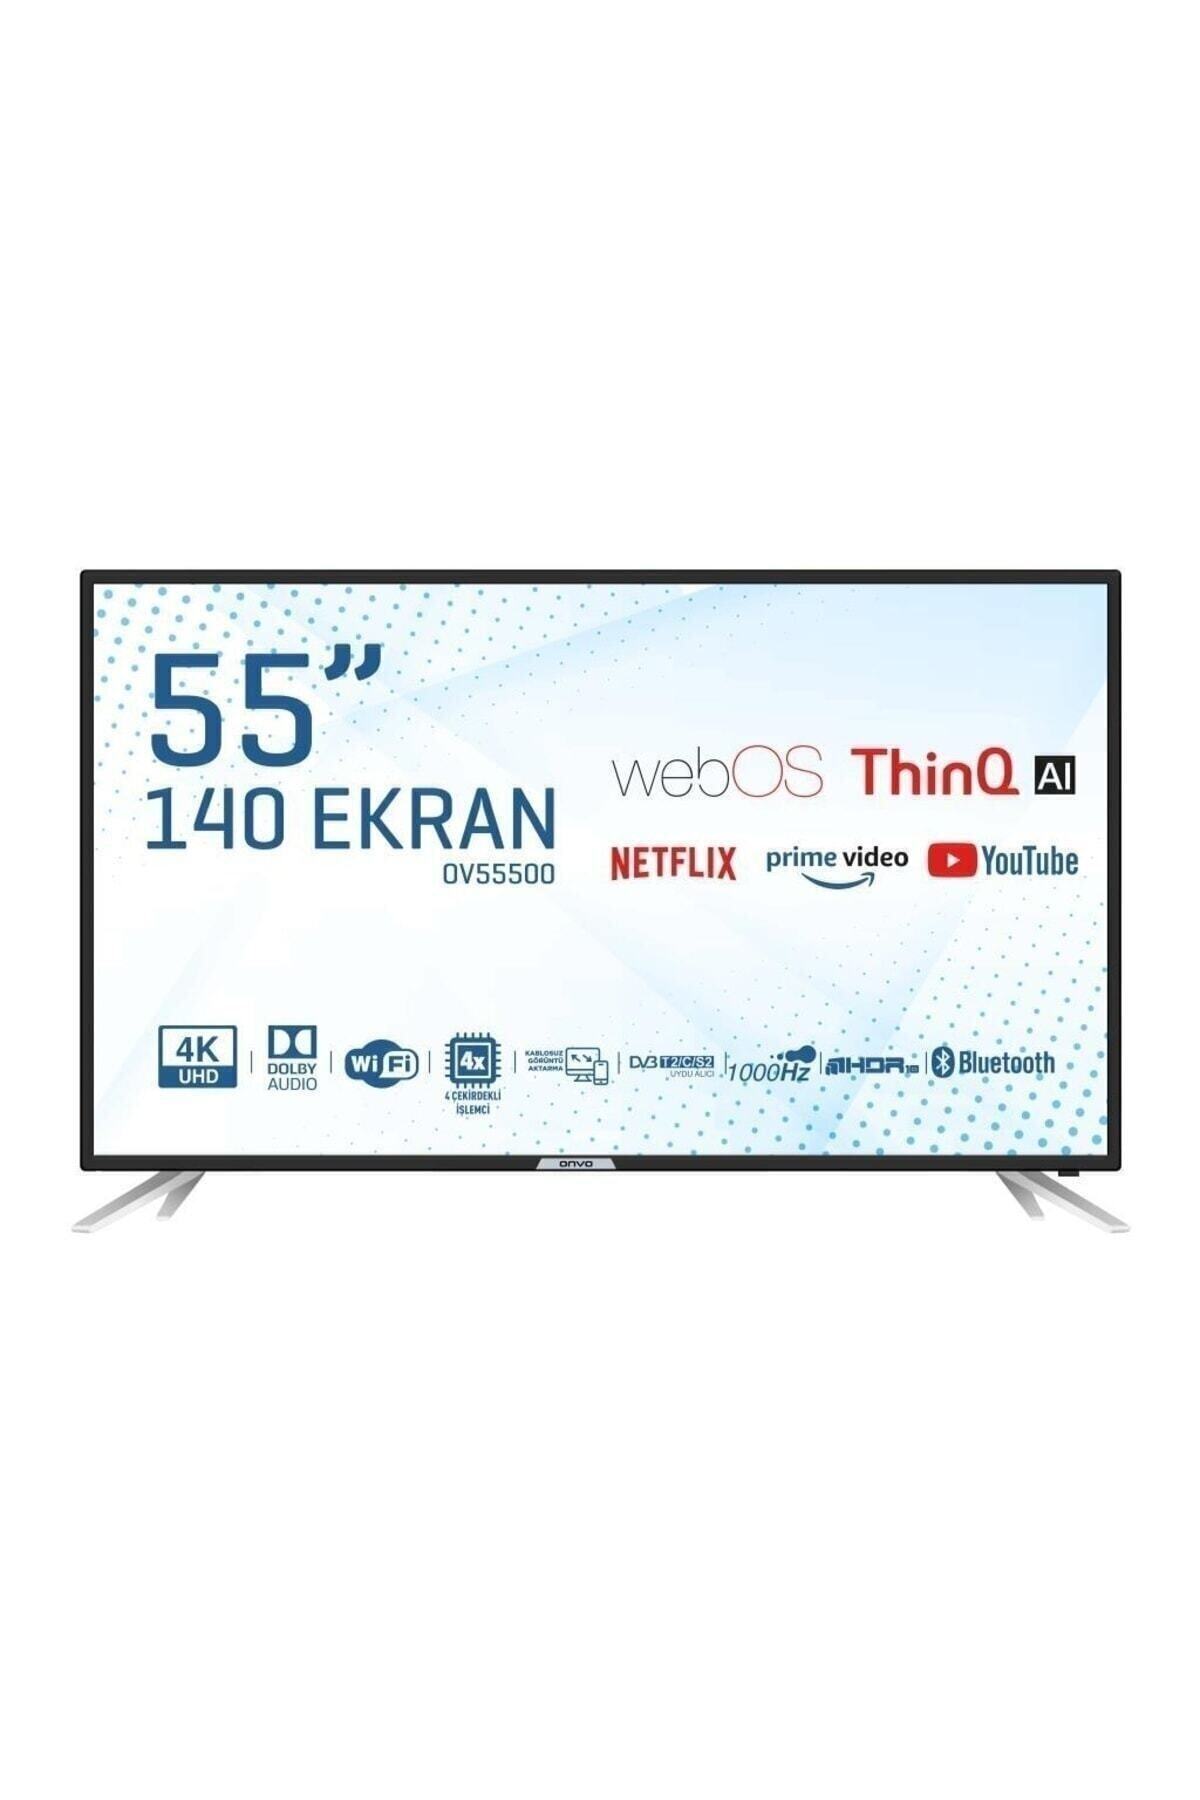 55”
140 EKRAN
OV55500
webOS ThinQ AI
NETFLIX prime video YouTube
4K
UHD
DOLBY
AUDIO
WiFi
4x
4 ÇEKİRDEKLİ
İŞLEMCİ
KABLOSUZ
GÖRÜNTÜ
AKTARMA
DVB T2/C/S2
UYDU ALICI
1000Hz
HDR10
Bluetooth
onvo